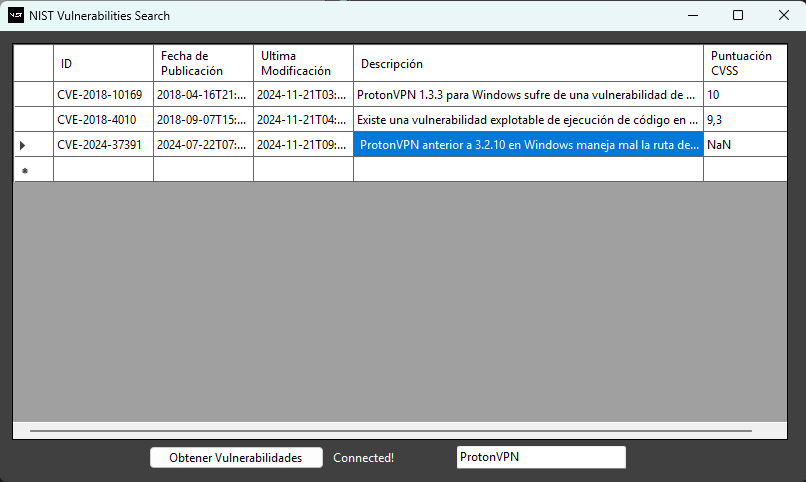 NIST NIST Vulnerabilities Search
ID
Fecha de
Publicación
Ultima
Modificación
Descripción
Puntuación
CVSS
CVE-2018-10169 2018-04-16T21:... 2024-11-21T03:... ProtonVPN 1.3.3 para Windows sufre de una vulnerabilidad de ... 10
CVE-2018-4010 2018-09-07T15:... 2024-11-21T04:... Existe una vulnerabilidad explotable de ejecución de código en ... 9,3
CVE-2024-37391 2024-07-22T07:... 2024-11-21T09:... ProtonVPN anterior a 3.2.10 en Windows maneja mal la ruta de... NaN
Obtener Vulnerabilidades Connected! ProtonVPN